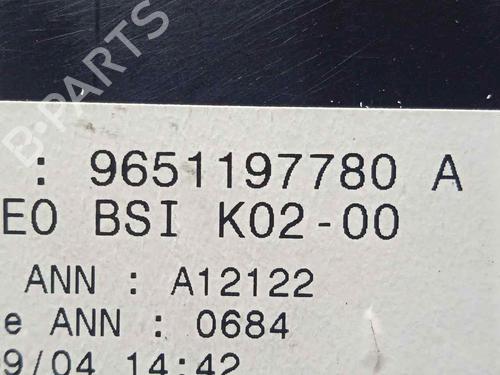 B-PARTS
: 9651197780 A
EO BSI K02-00
ANN : A12122
e ANN : 0684
9/04 14:42